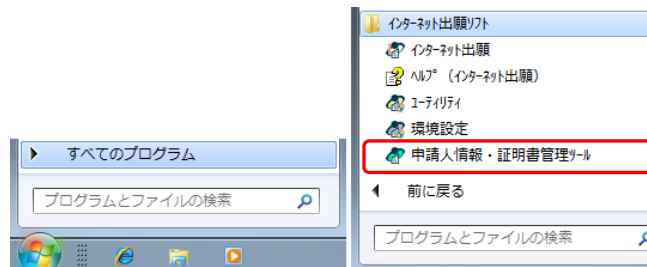 すべてのプログラム
プログラムとファイルの検索
インターネット出願ソフト
インターネット出願
ヘルプ (インターネット出願)
ユーティリティ
環境設定
申請人情報・証明書管理ツール
前に戻る
プログラムとファイルの検索